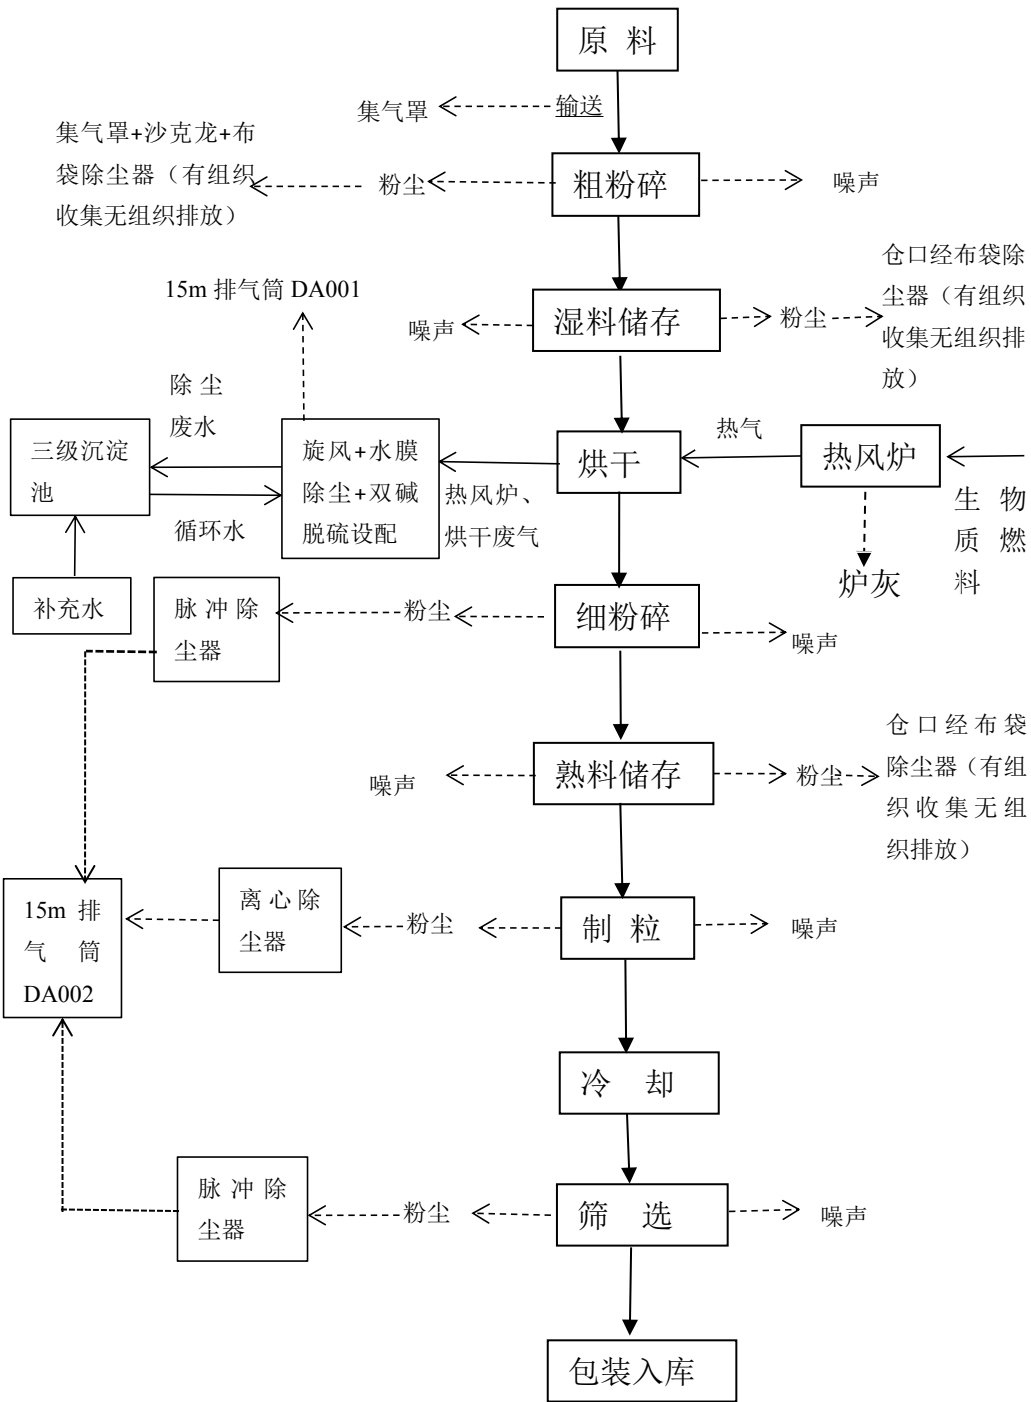 原 料
集气罩
输送
集气罩+沙克龙+布
袋除尘器（有组织
收集无组织排放）
粉尘
粗粉碎
噪声
15m 排气筒 DA001
噪声
湿料储存
粉尘
仓口经布袋除
尘器（有组织
收集无组织排
放）
除 尘
废水
三级沉淀
池
循环水
旋风+水膜
除尘+双碱
脱硫设配
热风炉、
烘干废气
烘干
热气
热风炉
生 物
质 燃
料
炉灰
补充水
脉 冲 除
尘器
粉尘
细粉碎
噪声
噪声
熟料储存
粉尘
仓 口 经 布 袋
除尘器（有组
织 收 集 无 组
织排放）
15m 排
气 筒
DA002
离 心 除
尘器
粉尘
制 粒
噪声
冷 却
脉 冲 除
尘器
粉尘
筛 选
噪声
包装入库